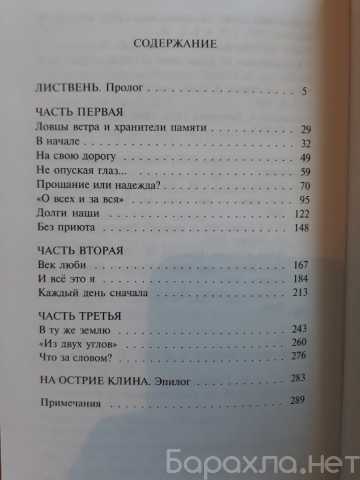 СОДЕРЖАНИЕ
ЛИСТВЕНЬ. Пролог . . . . . . . . . . . . . . 5
ЧАСТЬ ПЕРВАЯ
Ловцы ветра и хранители памяти . . . . . . . 29
В начале . . . . . . . . . . . . . . . . . . 32
На свою дорогу . . . . . . . . . . . . . . . 49
Не опуская глаз... . . . . . . . . . . . . . 59
Прощание или надежда? . . . . . . . . . . . 70
«О всех и за вся» . . . . . . . . . . . . . 95
Долги наши . . . . . . . . . . . . . . . . . 122
Без приюта . . . . . . . . . . . . . . . . . 148
ЧАСТЬ ВТОРАЯ
Век люби . . . . . . . . . . . . . . . . . . 167
И всё это я . . . . . . . . . . . . . . . . 184
Каждый день сначала . . . . . . . . . . . . 213
ЧАСТЬ ТРЕТЬЯ
В ту же землю . . . . . . . . . . . . . . . 243
«Из двух углов» . . . . . . . . . . . . . . 260
Что за словом? . . . . . . . . . . . . . . . 276
НА ОСТРИЕ КЛИНА. Эпилог . . . . . . . . . . 283
Примечания . . . . . . . . . . . . . . . . . 289
Барахла.нет